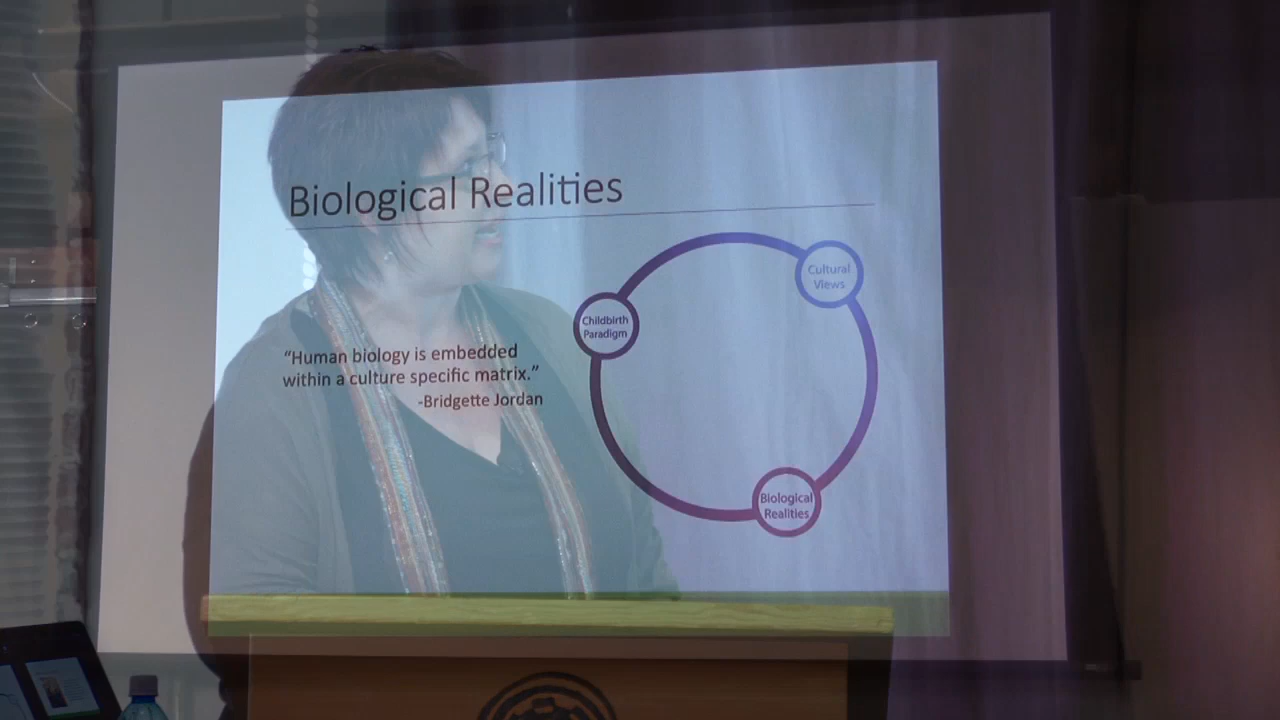 Biological Realities
Cultural
Views
Childbirth
Paradigm
“Human biology is embedded
within a culture specific matrix.”
-Bridgette Jordan
Biological
Realities